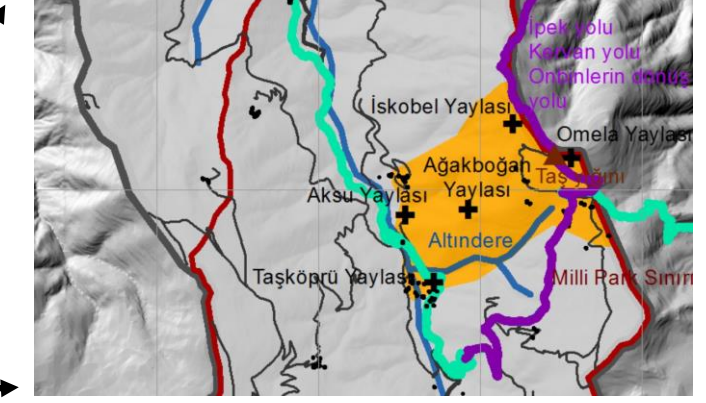 İpek yolu
Kervan yolu
Onbinlerin dönüş
yolu
İskobel Yaylası
Omela Yaylası
Ağakboğan
Yaylası
Taş yığını
Aksu Yaylası
Altındere
Taşköprü Yaylası
Milli Park Sınırı